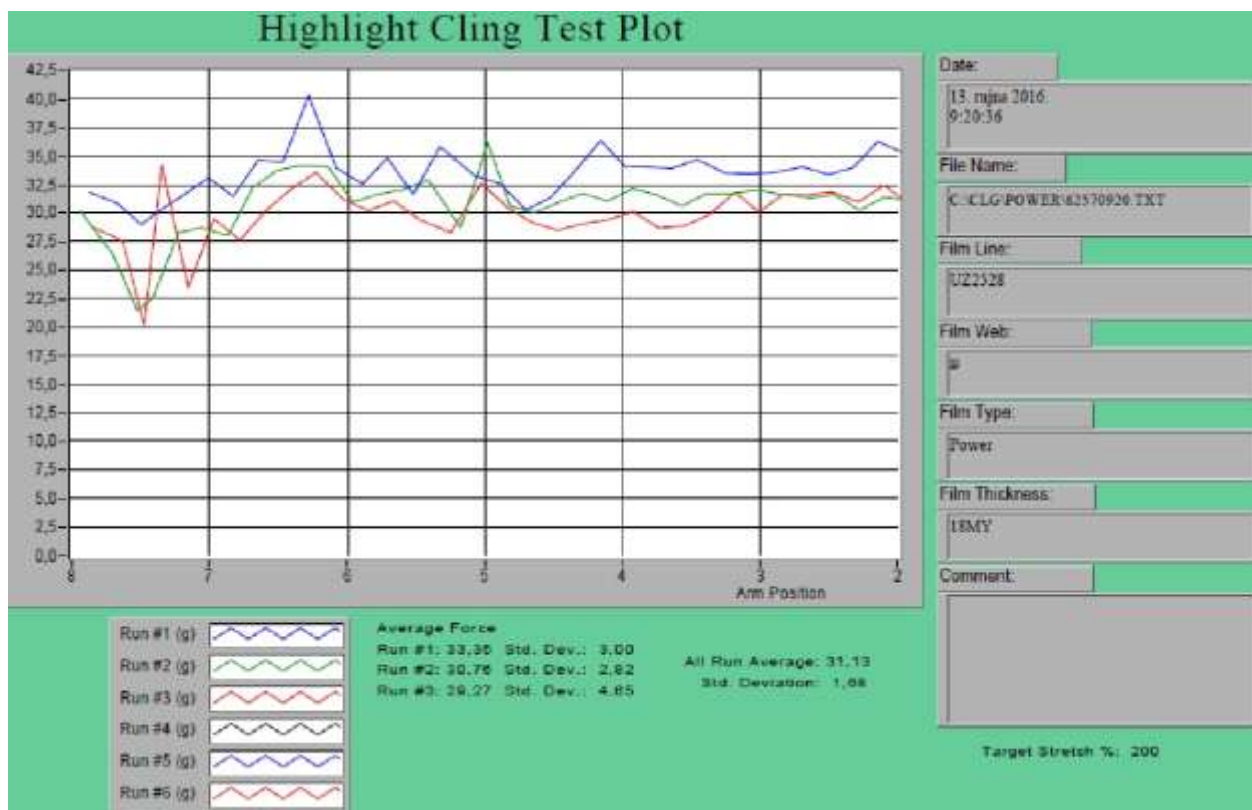 Highlight Cling Test Plot
42,5
40,0
37,5
35,0
32,5
30,0
27,5
25,0
22,5
20,0
17,5
15,0
12,5
10,0
7,5
5,0
2,5
0,0
8 7 6 5 4 3 2
Arm Position
Run #1 (g)
Run #2 (g)
Run #3 (g)
Run #4 (g)
Run #5 (g)
Run #6 (g)
Average Force
Run #1: 33,35 Std. Dev.: 3,00
Run #2: 30,76 Std. Dev.: 2,82
Run #3: 29,27 Std. Dev.: 4,65
All Run Average: 31,13
Std. Deviation: 1,68
Date:
13. rujna 2016
9:20:36
File Name:
C:\CLG\POWER\62570920.TXT
Film Line:
UZ2528
Film Web:
Film Type:
Power
Film Thickness:
18MY
Comment:
Target Stretch %: 200